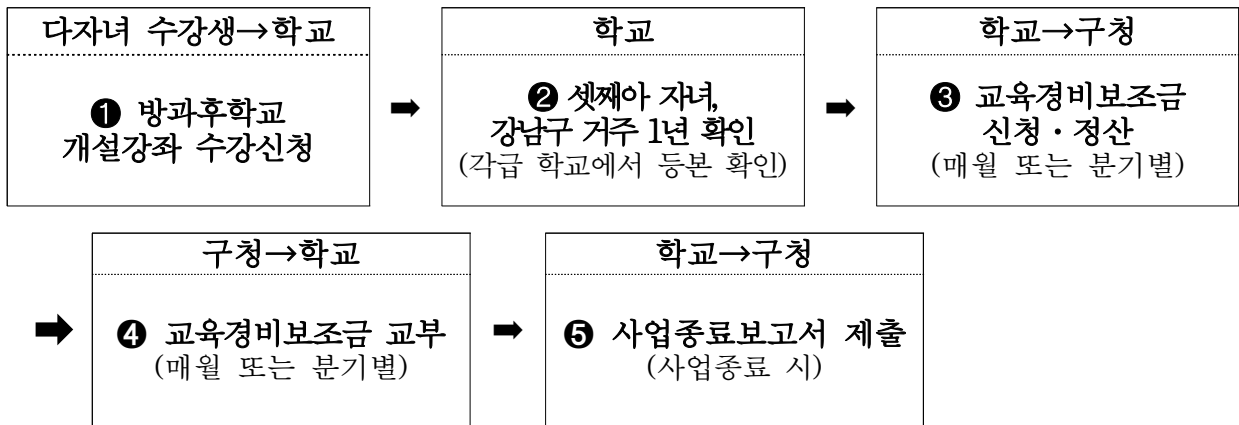 다자녀 수강생→학교
❶ 방과후학교
개설강좌 수강신청
➡
학교
❷ 셋째아 자녀,
강남구 거주 1년 확인
(각급 학교에서 등본 확인)
➡
학교→구청
❸ 교육경비보조금
신청・정산
(매월 또는 분기별)
➡
구청→학교
❹ 교육경비보조금 교부
(매월 또는 분기별)
➡
학교→구청
❺ 사업종료보고서 제출
(사업종료 시)